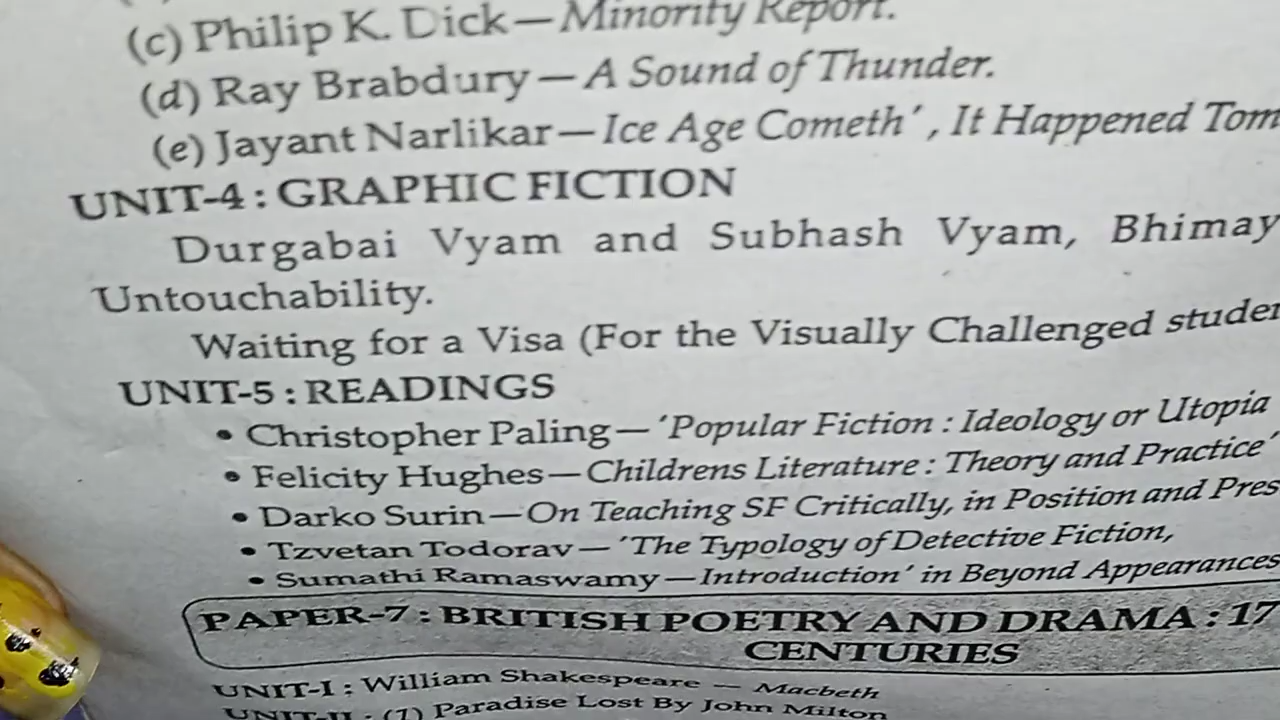 (c) Philip K. Dick—Minority Report.
(d) Ray Brabdury—A Sound of Thunder.
(e) Jayant Narlikar—Ice Age Cometh', It Happened Tom
UNIT-4 : GRAPHIC FICTION
Durgabai Vyam and Subhash Vyam, Bhimay
Untouchability.
Waiting for a Visa (For the Visually Challenged studen
UNIT-5 : READINGS
• Christopher Paling—'Popular Fiction : Ideology or Utopia
• Felicity Hughes—Childrens Literature : Theory and Practice'
• Darko Surin—On Teaching SF Critically, in Position and Pres
• Tzvetan Todorav—'The Typology of Detective Fiction,
• Sumathi Ramaswamy—Introduction' in Beyond Appearances
PAPER-7 : BRITISH POETRY AND DRAMA : 17
CENTURIES
UNIT-I : William Shakespeare — Macbeth
UNIT-II : (1) Paradise Lost By John Milton